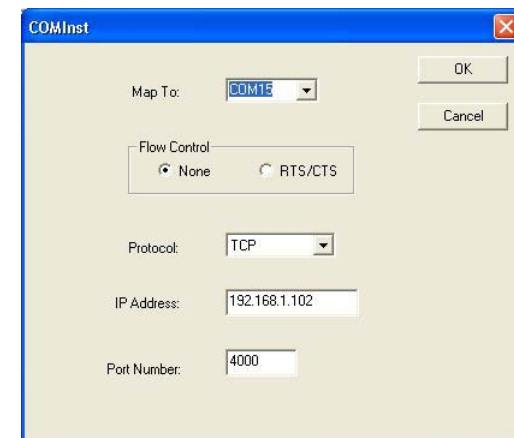 COMInst
OK
Map To: COM15
Cancel
Flow Control
None RTS/CTS
Protocol: TCP
IP Address: 192.168.1.102
Port Number: 4000